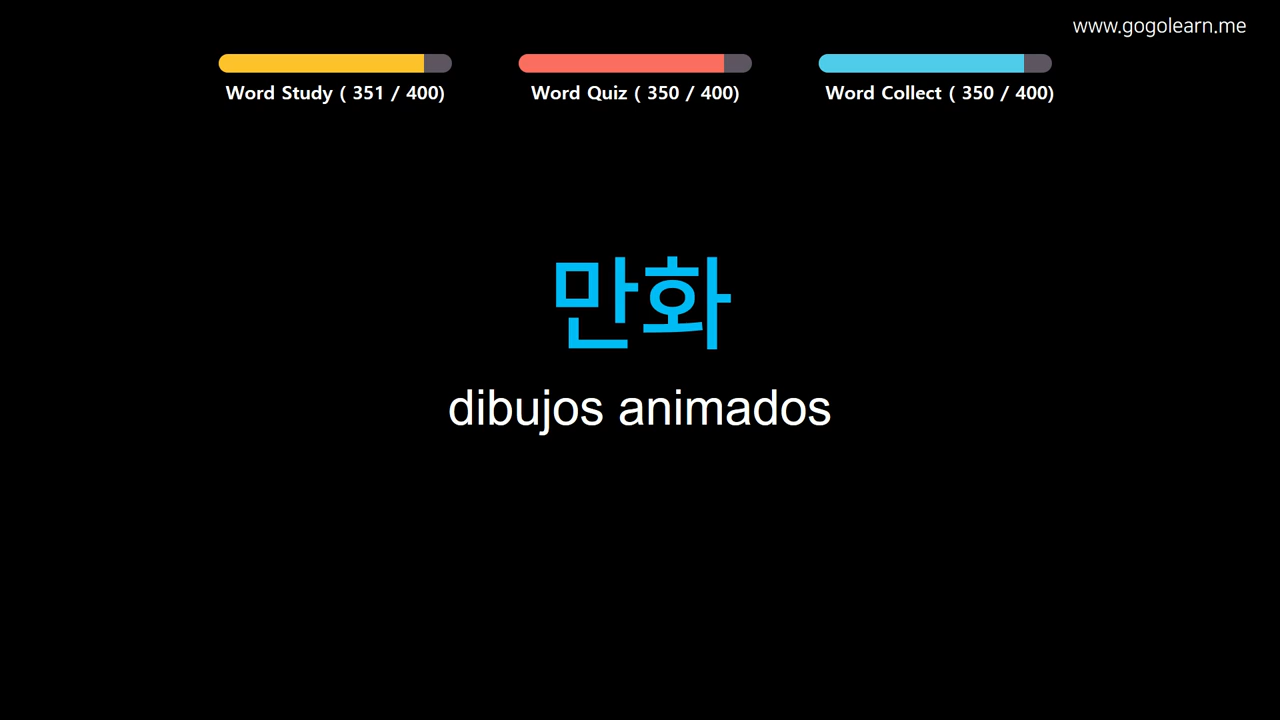 www.gogolearn.me
Word Study ( 351 / 400)
Word Quiz ( 350 / 400)
Word Collect ( 350 / 400)
만화
dibujos animados